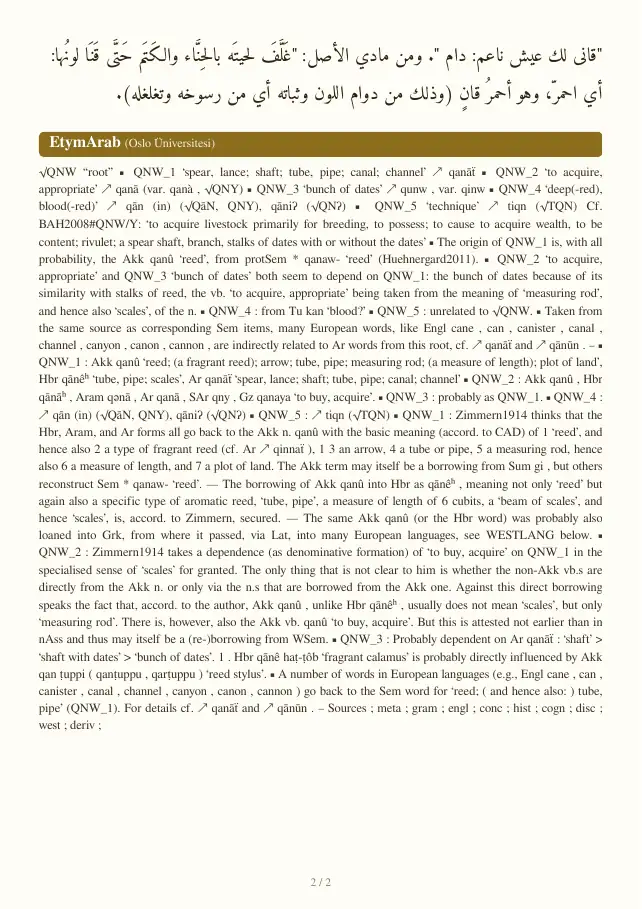 "قانى لك عيش ناعم: دام ". ومن مادي الأصل: "غَلَّفَ لحيتَه بالحِنَّاء والكَتَم حَتَّى قَنَا لونُها:
أي احمرّ، وهو أحمرُ قانٍ (وذلك من دوام اللون وثباته أي من رسوخه وتغلغله).
EtymArab (Oslo Üniversitesi)
√QNW “root” ▪ QNW_1 ‘spear, lance; shaft; tube, pipe; canal; channel’ ↗ qanāẗ ▪ QNW_2 ‘to acquire,
appropriate’ ↗ qanā (var. qanà , √QNY) ▪ QNW_3 ‘bunch of dates’ ↗ qunw , var. qinw ▪ QNW_4 ‘deep(-red),
blood(-red)’ ↗ qān (in) (√QāN, QNY), qāniʔ (√QNʔ) ▪ QNW_5 ‘technique’ ↗ tiqn (√TQN) Cf.
BAH2008#QNW/Y: ‘to acquire livestock primarily for breeding, to possess; to cause to acquire wealth, to be
content; rivulet; a spear shaft, branch, stalks of dates with or without the dates’ ▪ The origin of QNW_1 is, with all
probability, the Akk qanû ‘reed’, from protSem * qanaw- ‘reed’ (Huehnergard2011). ▪ QNW_2 ‘to acquire,
appropriate’ and QNW_3 ‘bunch of dates’ both seem to depend on QNW_1: the bunch of dates because of its
similarity with stalks of reed, the vb. ‘to acquire, appropriate’ being taken from the meaning of ‘measuring rod’,
and hence also ‘scales’, of the n. ▪ QNW_4 : from Tu kan ‘blood?’ ▪ QNW_5 : unrelated to √QNW. ▪ Taken from
the same source as corresponding Sem items, many European words, like Engl cane , can , canister , canal ,
channel , canyon , canon , cannon , are indirectly related to Ar words from this root, cf. ↗ qanāẗ and ↗ qānūn . – ▪
QNW_1 : Akk qanû ‘reed; (a fragrant reed); arrow; tube, pipe; measuring rod; (a measure of length); plot of land’,
Hbr qānêʰ ‘tube, pipe; scales’, Ar qanāẗ ‘spear, lance; shaft; tube, pipe; canal; channel’ ▪ QNW_2 : Akk qanû , Hbr
qānāʰ , Aram qənā , Ar qanà , SAr qny , Gz qanaya ‘to buy, acquire’. ▪ QNW_3 : probably as QNW_1. ▪ QNW_4 :
↗ qān (in) (√QāN, QNY), qāniʔ (√QNʔ) ▪ QNW_5 : ↗ tiqn (√TQN) ▪ QNW_1 : Zimmern1914 thinks that the
Hbr, Aram, and Ar forms all go back to the Akk n. qanû with the basic meaning (accord. to CAD) of 1 ‘reed’, and
hence also 2 a type of fragrant reed (cf. Ar ↗ qinnaẗ ), 1 3 an arrow, 4 a tube or pipe, 5 a measuring rod, hence
also 6 a measure of length, and 7 a plot of land. The Akk term may itself be a borrowing from Sum gi , but others
reconstruct Sem * qanaw- ‘reed’. — The borrowing of Akk qanû into Hbr as qānêʰ , meaning not only ‘reed’ but
again also a specific type of aromatic reed, ‘tube, pipe’, a measure of length of 6 cubits, a ‘beam of scales’, and
hence ‘scales’, is, accord. to Zimmern, secured. — The same Akk qanû (or the Hbr word) was probably also
loaned into Grk, from where it passed, via Lat, into many European languages, see WESTLANG below. ▪
QNW_2 : Zimmern1914 takes a dependence (as denominative formation) of ‘to buy, acquire’ on QNW_1 in the
specialised sense of ‘scales’ for granted. The only thing that is not clear to him is whether the non-Akk vb.s are
directly from the Akk n. or only via the n.s that are borrowed from the Akk one. Against this direct borrowing
speaks the fact that, accord. to the author, Akk qanû , unlike Hbr qānêʰ , usually does not mean ‘scales’, but only
‘measuring rod’. There is, however, also the Akk vb. qanû ‘to buy, acquire’. But this is attested not earlier than in
nAss and thus may itself be a (re-)borrowing from WSem. ▪ QNW_3 : Probably dependent on Ar qanāẗ : ‘shaft’ >
‘shaft with dates’ > ‘bunch of dates’. 1 . Hbr qānê haṭ-ṭôb ‘fragrant calamus’ is probably directly influenced by Akk
qan ṭuppi ( qanṭuppu , qarṭuppu ) ‘reed stylus’. ▪ A number of words in European languages (e.g., Engl cane , can ,
canister , canal , channel , canyon , canon , cannon ) go back to the Sem word for ‘reed; ( and hence also: ) tube,
pipe’ (QNW_1). For details cf. ↗ qanāẗ and ↗ qānūn . – Sources ; meta ; gram ; engl ; conc ; hist ; cogn ; disc ;
west ; deriv ;
2 / 2